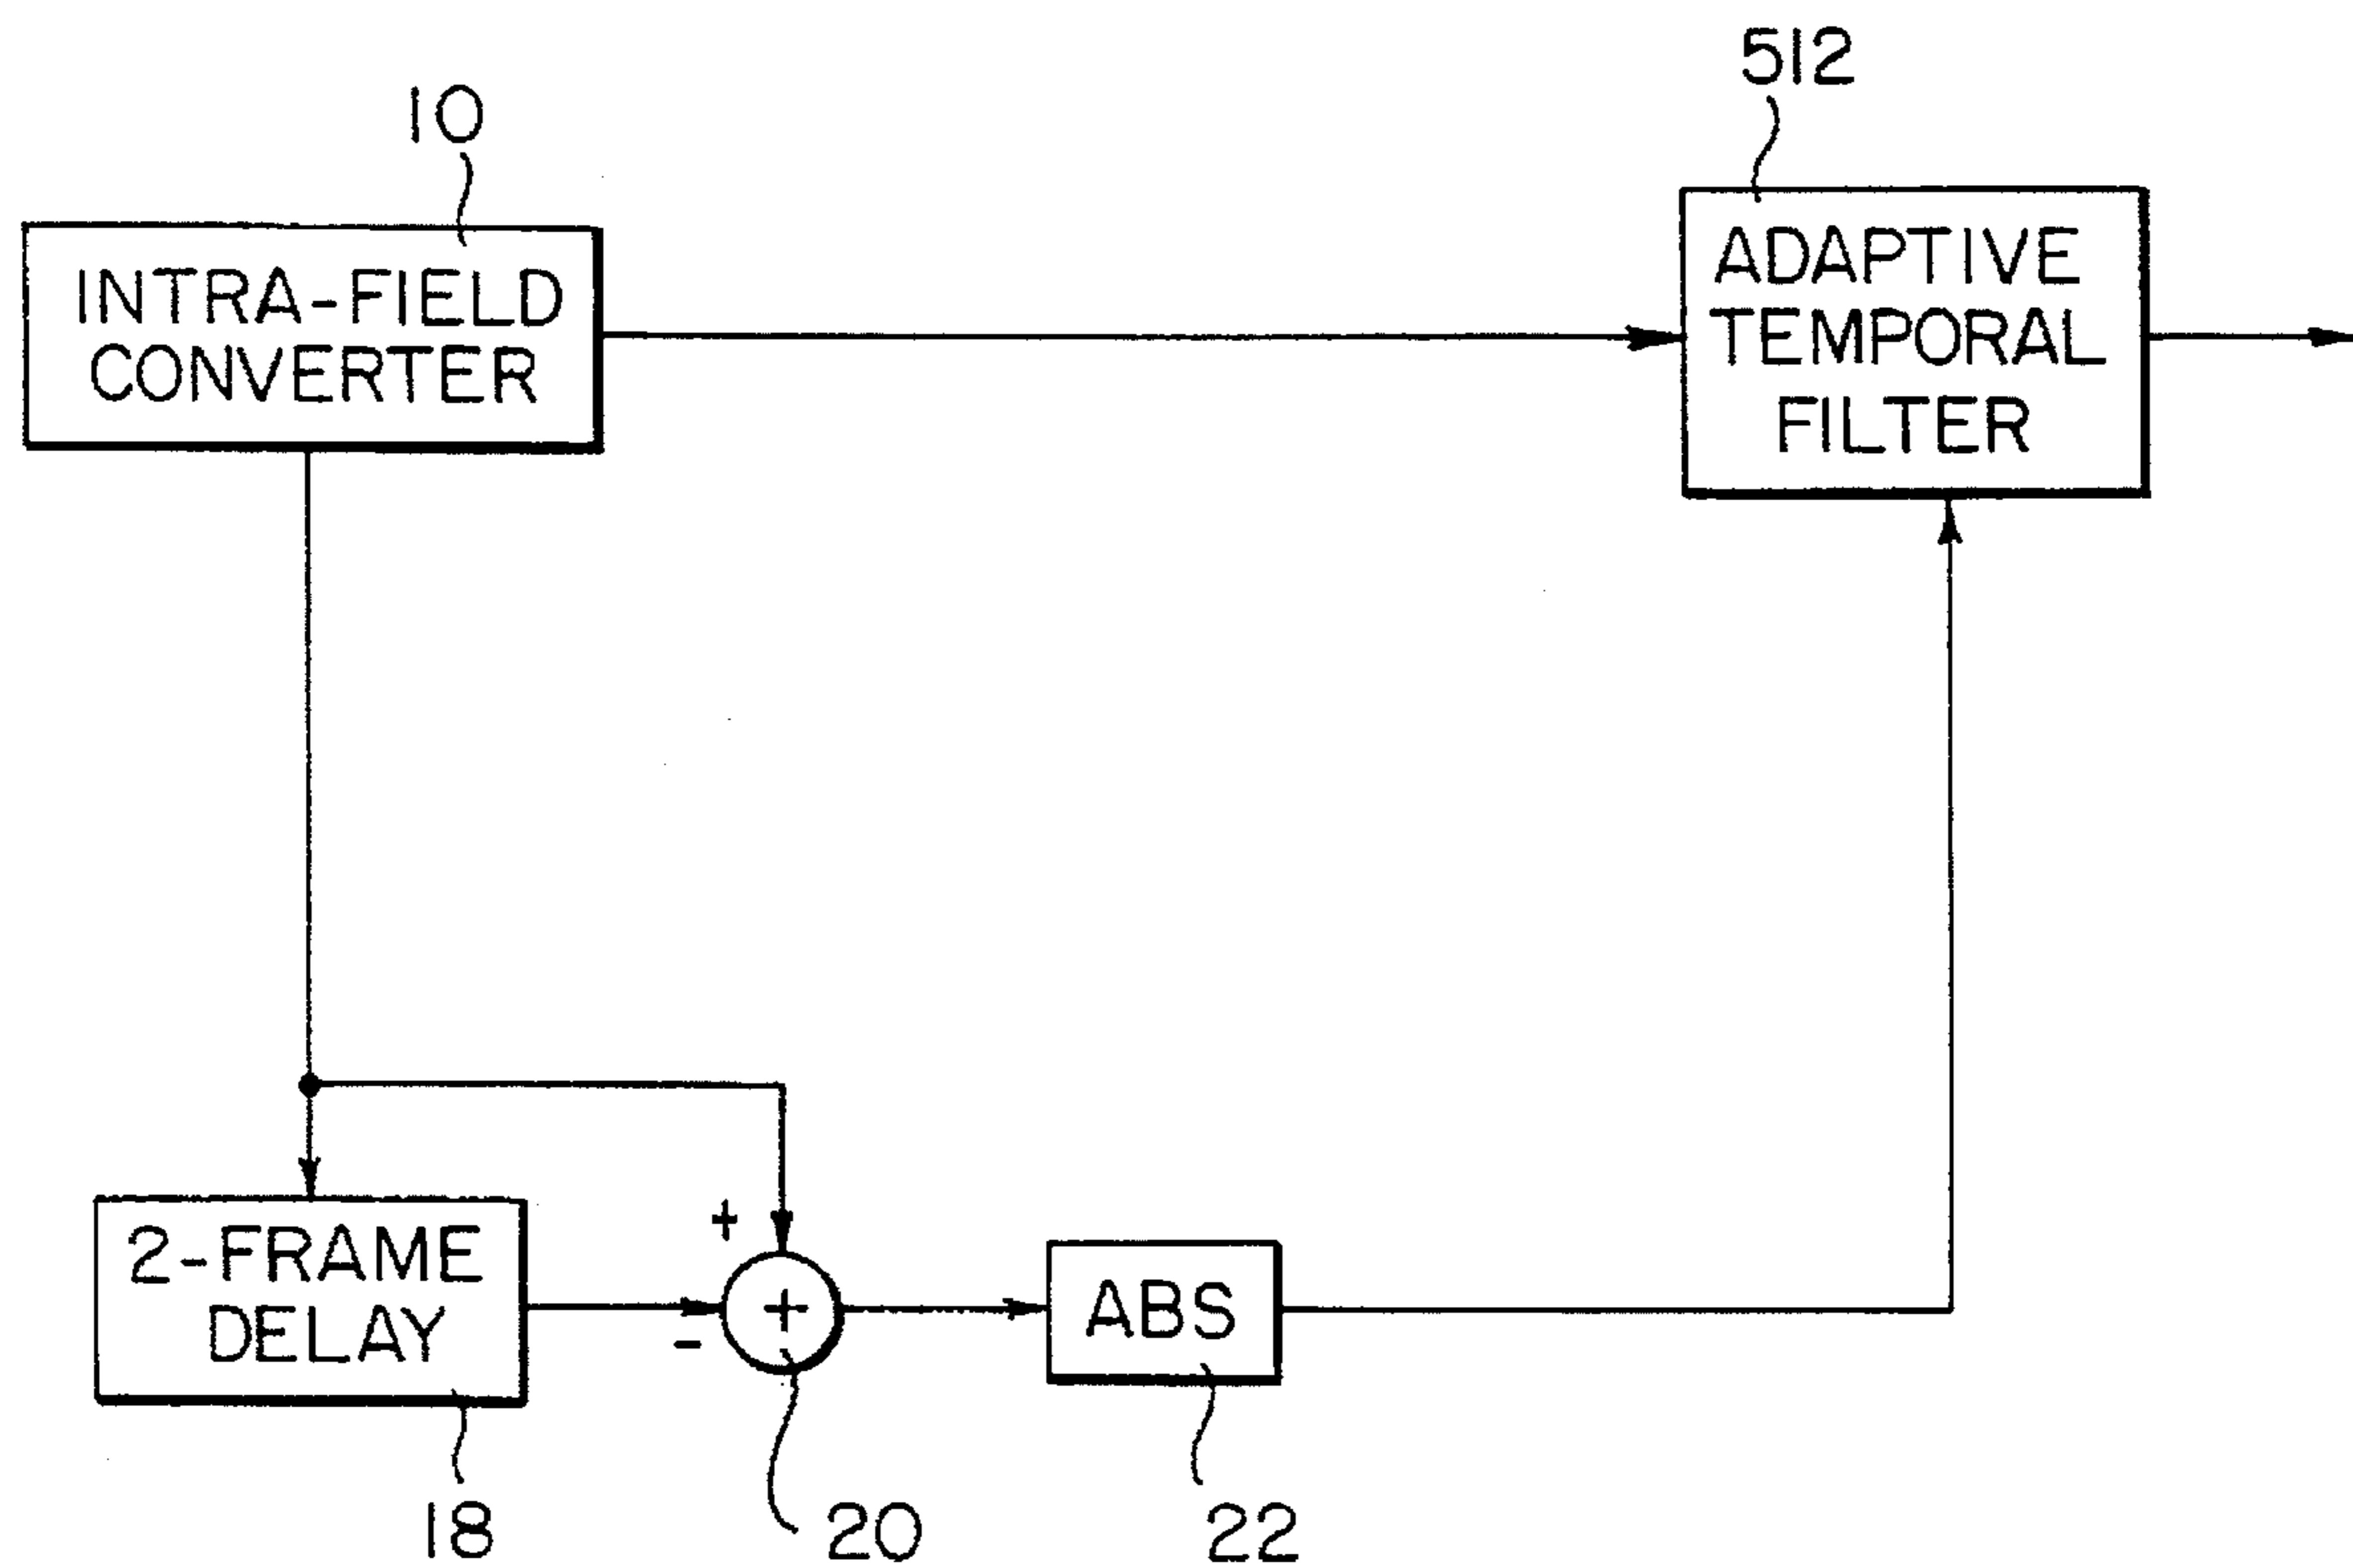 512
10
INTRA-FIELD
CONVERTER
ADAPTIVE
TEMPORAL
FILTER
+
2-FRAME
DELAY
-
+
ABS
18
20
22